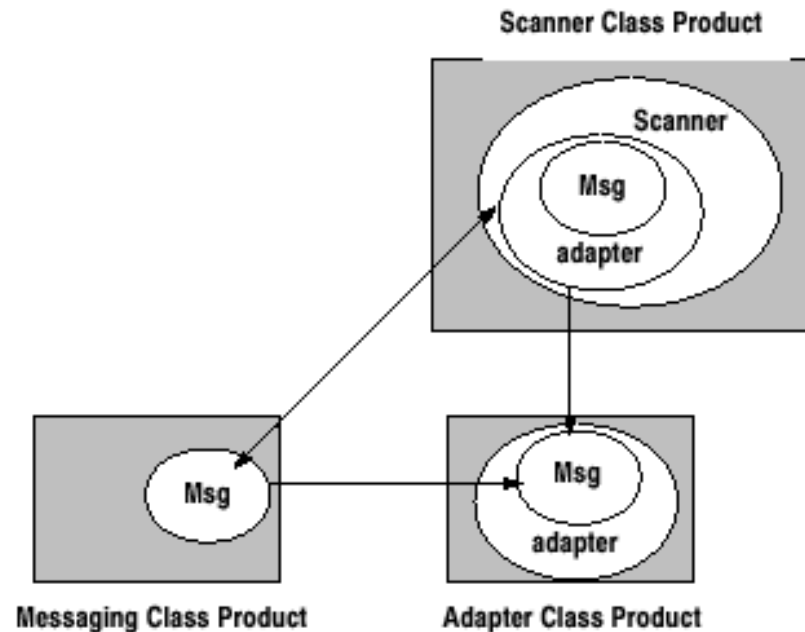 Scanner Class Product
Scanner
Msg
adapter
Msg
Msg
adapter
Messaging Class Product
Adapter Class Product